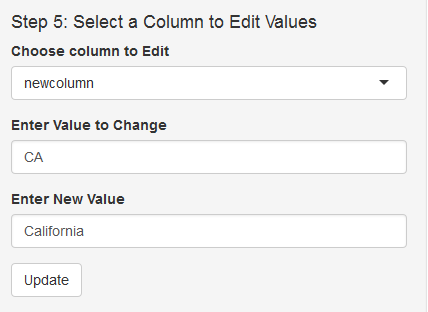 Step 5: Select a Column to Edit Values
Choose column to Edit
newcolumn
Enter Value to Change
CA
Enter New Value
California
Update